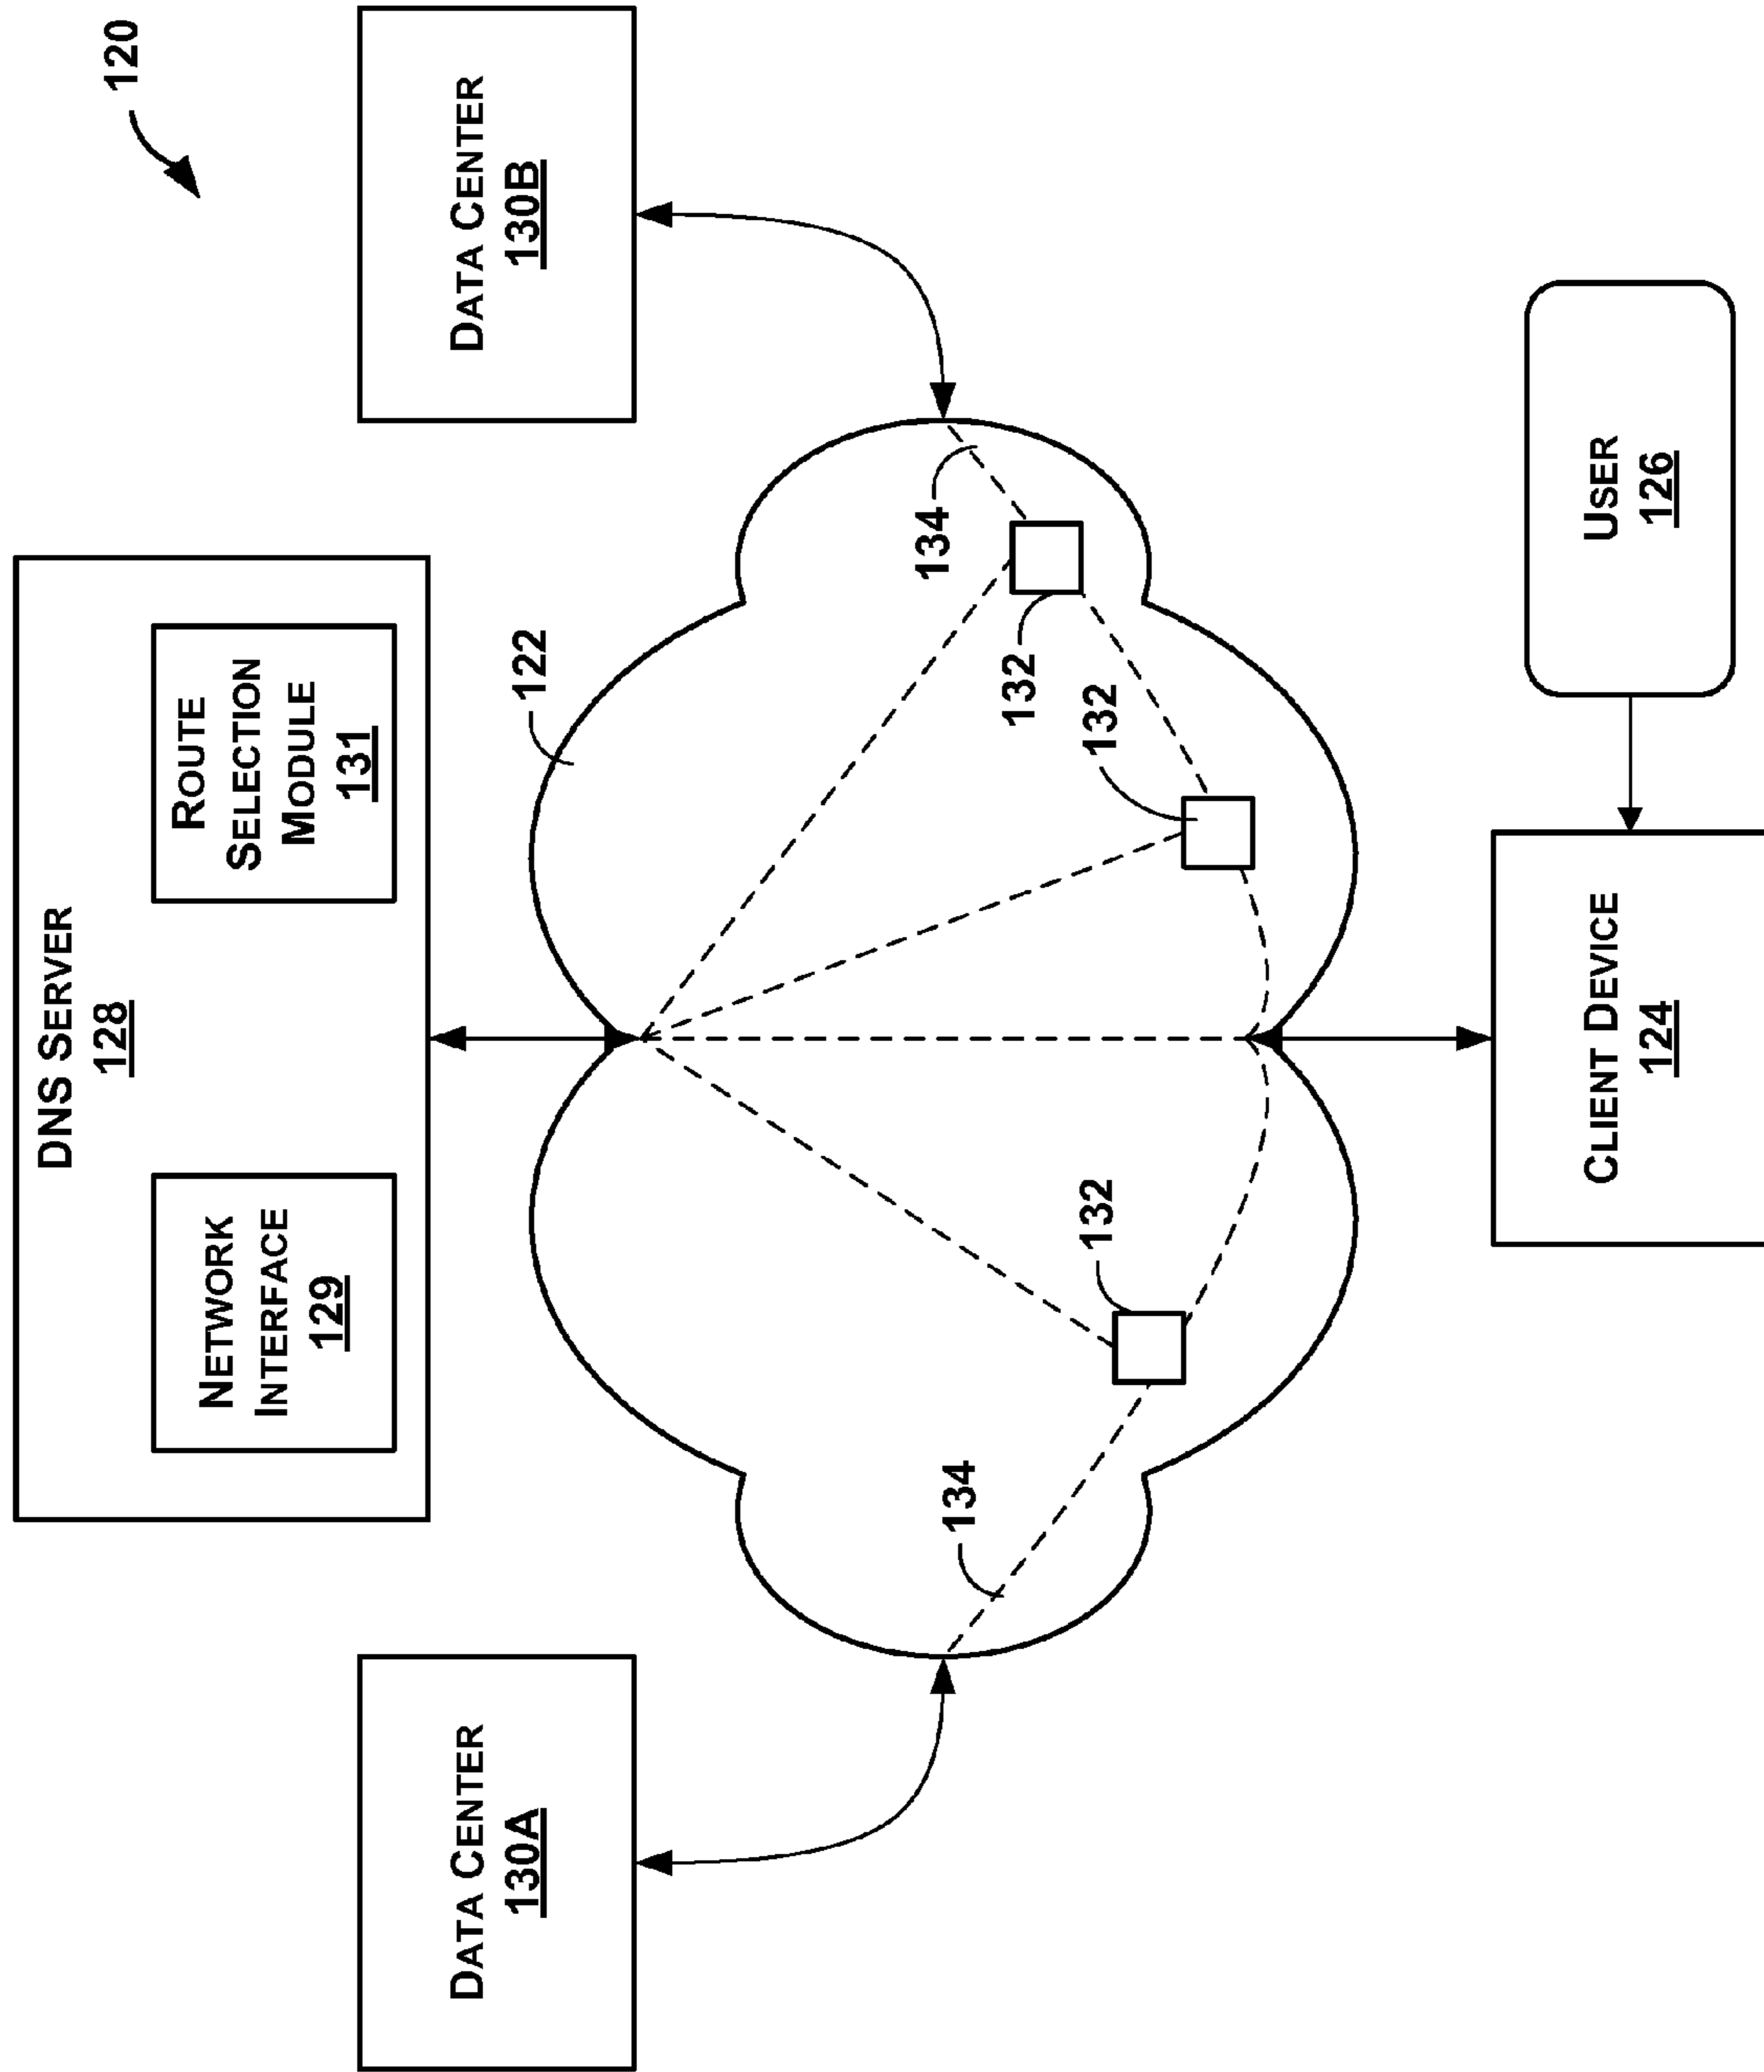 120
DNS SERVER
128
NETWORK
INTERFACE
129
ROUTE
SELECTION
MODULE
131
DATA CENTER
130A
DATA CENTER
130B
122
134
134
132
132
132
CLIENT DEVICE
124
USER
126